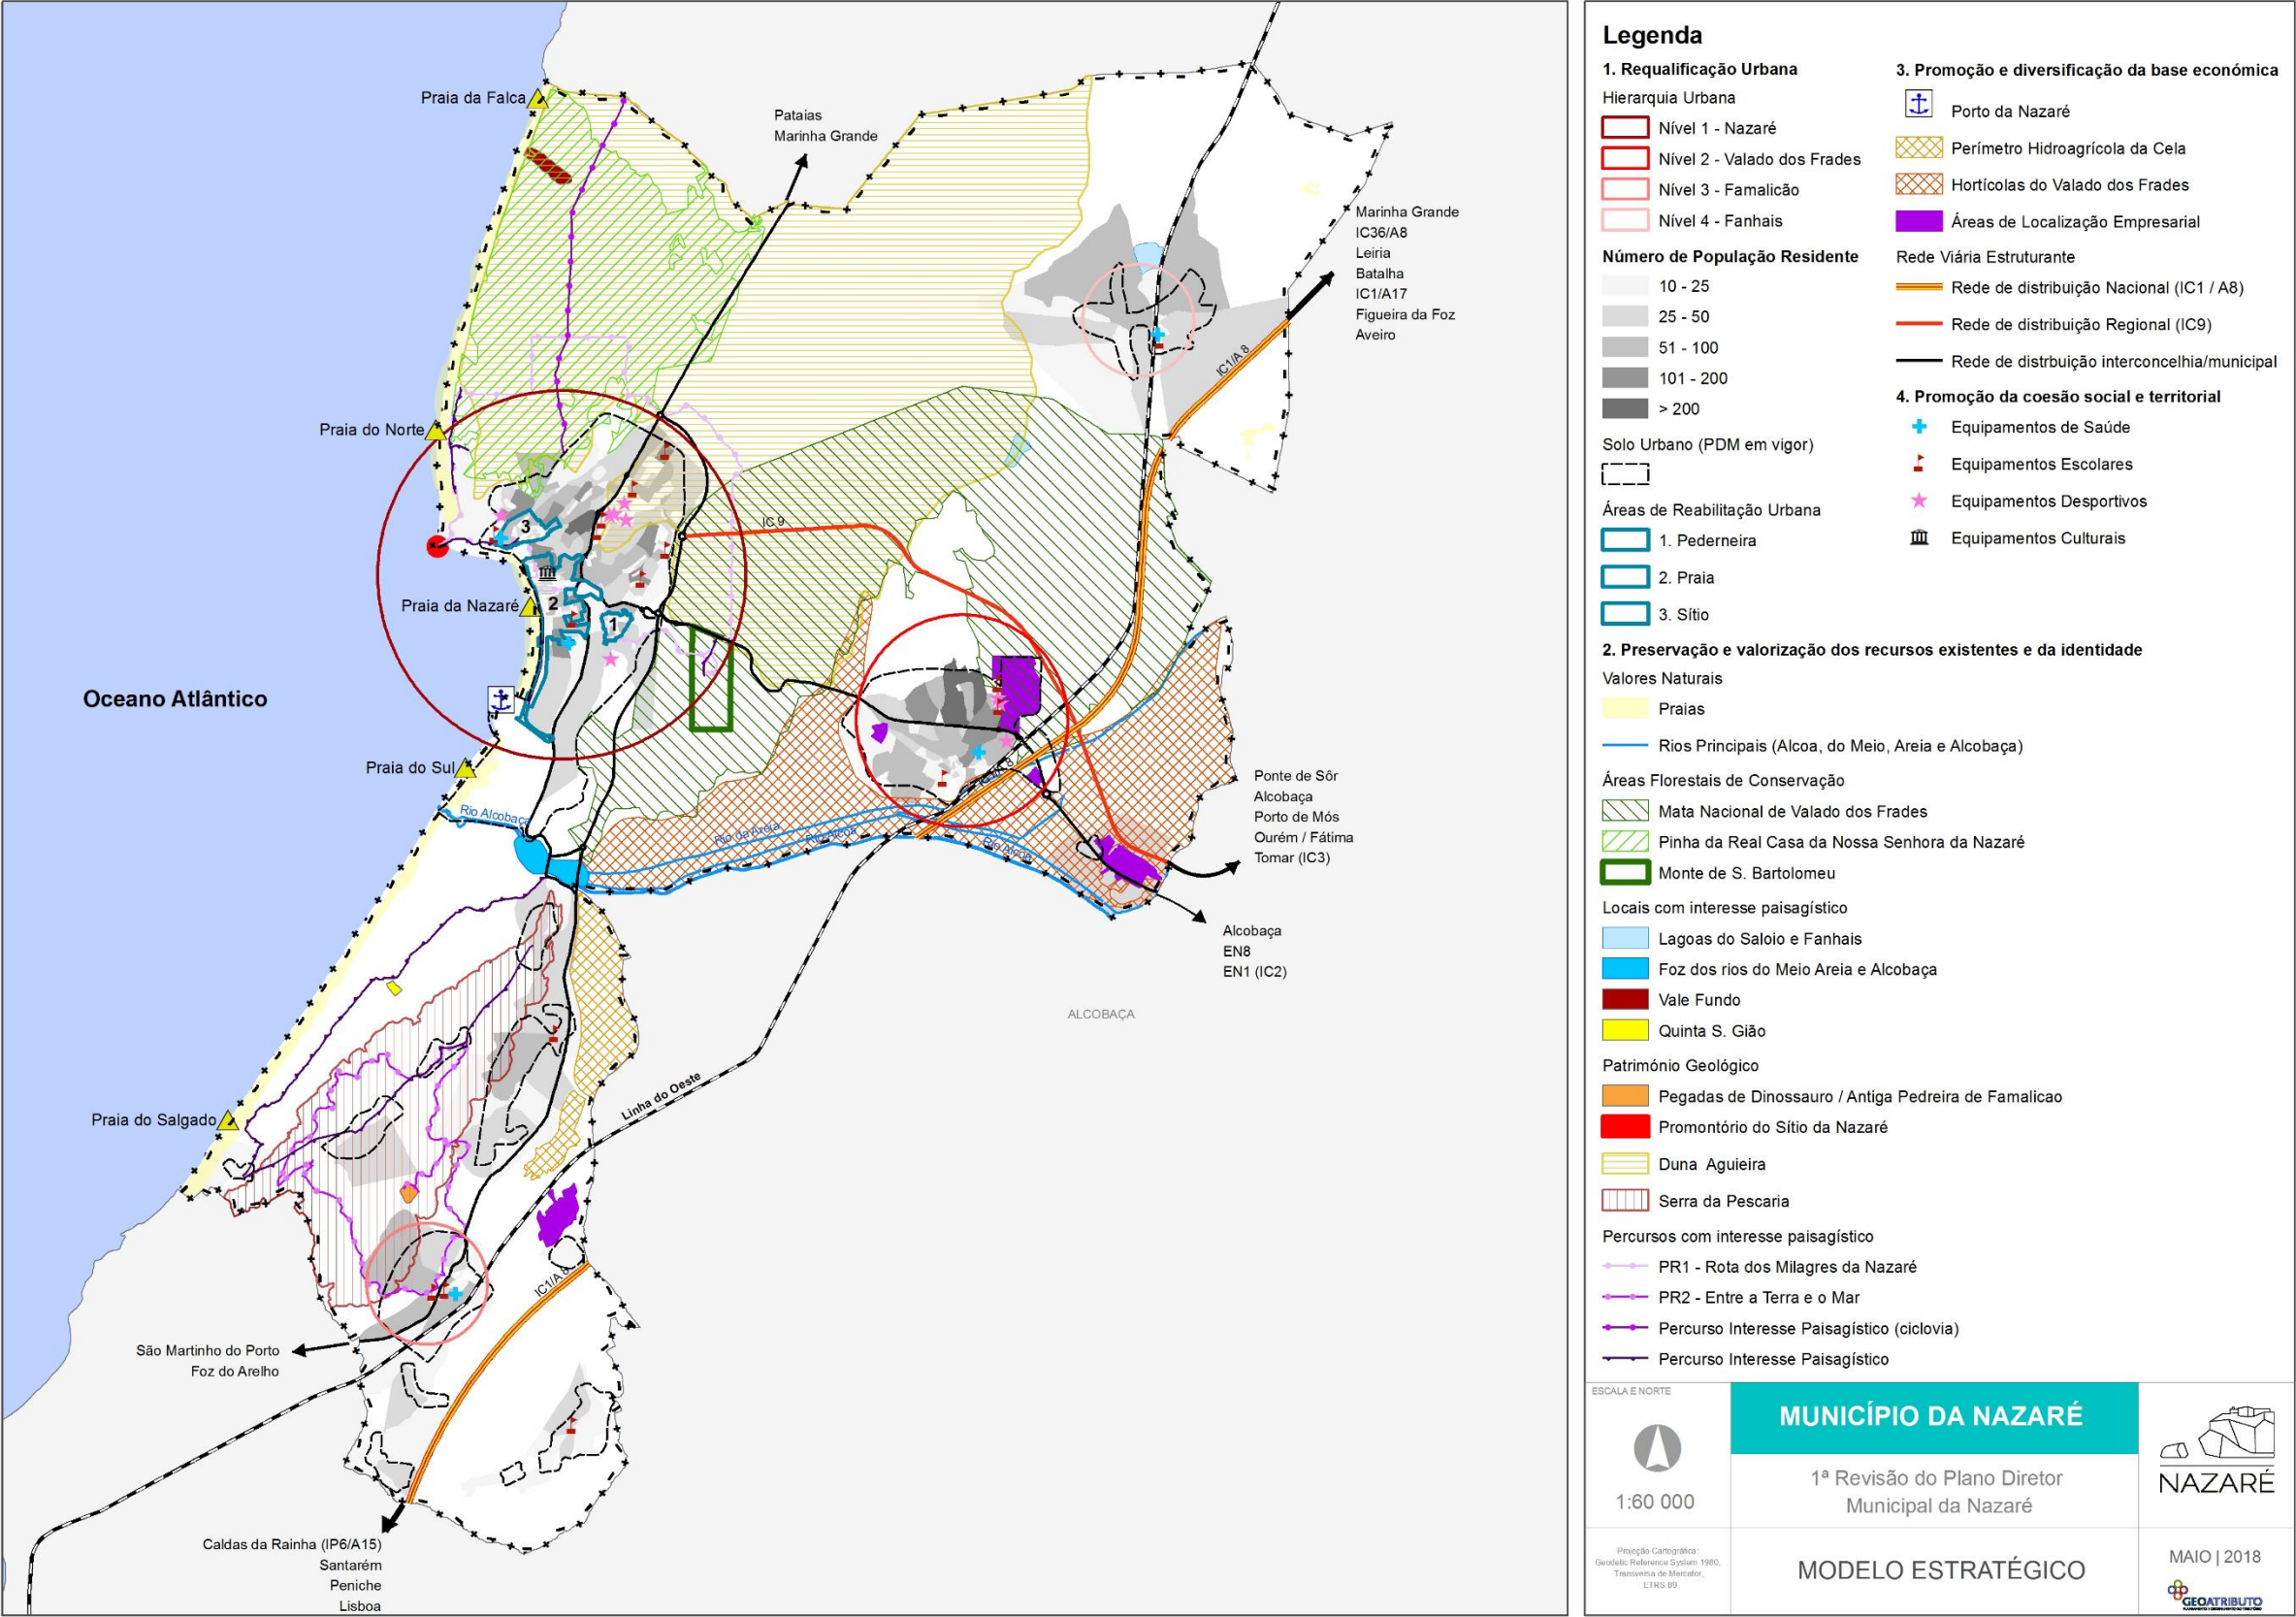 Praia da Falca
Pataias
Marinha Grande
Marinha Grande
IC36/A8
Leiria
Batalha
IC1/A17
Figueira da Foz
Aveiro
IC1/A 8
Praia do Norte
IC 9
3
Praia da Nazaré
2
1
Oceano Atlântico
Praia do Sul
Rio Alcobaça
Rio da Areia
Rio Alcoa
Rio Alcoa
Ponte de Sôr
Alcobaça
Porto de Mós
Ourém / Fátima
Tomar (IC3)
Alcobaça
EN8
EN1 (IC2)
ALCOBAÇA
Linha do Oeste
Praia do Salgado
IC1/A 8
São Martinho do Porto
Foz do Arelho
Caldas da Rainha (IP6/A15)
Santarém
Peniche
Lisboa
Legenda
1. Requalificação Urbana
Hierarquia Urbana
Nível 1 - Nazaré
Nível 2 - Valado dos Frades
Nível 3 - Famalicão
Nível 4 - Fanhais
Número de População Residente
10 - 25
25 - 50
51 - 100
101 - 200
> 200
Solo Urbano (PDM em vigor)
Áreas de Reabilitação Urbana
1. Pederneira
2. Praia
3. Sítio
3. Promoção e diversificação da base económica
Porto da Nazaré
Perímetro Hidroagrícola da Cela
Hortícolas do Valado dos Frades
Áreas de Localização Empresarial
Rede Viária Estruturante
Rede de distribuição Nacional (IC1 / A8)
Rede de distribuição Regional (IC9)
Rede de distrbuição interconcelhia/municipal
4. Promoção da coesão social e territorial
Equipamentos de Saúde
Equipamentos Escolares
Equipamentos Desportivos
Equipamentos Culturais
2. Preservação e valorização dos recursos existentes e da identidade
Valores Naturais
Praias
Rios Principais (Alcoa, do Meio, Areia e Alcobaça)
Áreas Florestais de Conservação
Mata Nacional de Valado dos Frades
Pinha da Real Casa da Nossa Senhora da Nazaré
Monte de S. Bartolomeu
Locais com interesse paisagístico
Lagoas do Saloio e Fanhais
Foz dos rios do Meio Areia e Alcobaça
Vale Fundo
Quinta S. Gião
Património Geológico
Pegadas de Dinossauro / Antiga Pedreira de Famalicao
Promontório do Sítio da Nazaré
Duna Aguieira
Serra da Pescaria
Percursos com interesse paisagístico
PR1 - Rota dos Milagres da Nazaré
PR2 - Entre a Terra e o Mar
Percurso Interesse Paisagístico (ciclovia)
Percurso Interesse Paisagístico
ESCALA E NORTE
1:60 000
Projeção Cartográfica:
Geodetic Reference System 1980,
Transversa de Mercator,
ETRS 89
MUNICÍPIO DA NAZARÉ
1ª Revisão do Plano Diretor
Municipal da Nazaré
MODELO ESTRATÉGICO
NAZARÉ
MAIO | 2018
GEOATRIBUTO